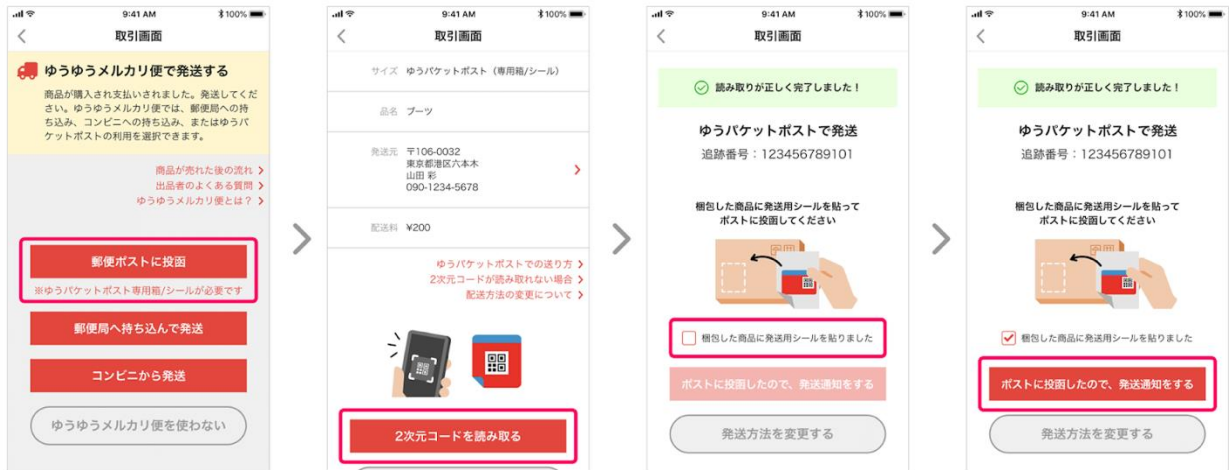 9:41 AM
100%
取引画面
ゆうゆうメルカリ便で発送する
商品が購入され支払いされました。発送してくだ
さい。ゆうゆうメルカリ便では、郵便局への持
ち込み、コンビニへの持ち込み、またはゆうパ
ケットポストの利用を選択できます。
商品が売れた後の流れ
出品者のよくある質問
ゆうゆうメルカリ便とは？
郵便ポストに投函
※ゆうパケットポスト専用箱/シールが必要です
郵便局へ持ち込んで発送
コンビニから発送
ゆうゆうメルカリ便を使わない
9:41 AM
100%
取引画面
サイズ ゆうパケットポスト（専用箱/シール）
品名 ブーツ
発送元 〒106-0032
東京都港区六本木
山田 彩
090-1234-5678
配送料 ¥200
ゆうパケットポストでの送り方
2次元コードが読み取れない場合
配送方法の変更について
2次元コードを読み取る
9:41 AM
100%
取引画面
読み取りが正しく完了しました！
ゆうパケットポストで発送
追跡番号：123456789101
梱包した商品に発送用シールを貼って
ポストに投函してください
梱包した商品に発送用シールを貼りました
ポストに投函したので、発送通知をする
発送方法を変更する
9:41 AM
100%
取引画面
読み取りが正しく完了しました！
ゆうパケットポストで発送
追跡番号：123456789101
梱包した商品に発送用シールを貼って
ポストに投函してください
梱包した商品に発送用シールを貼りました
ポストに投函したので、発送通知をする
発送方法を変更する